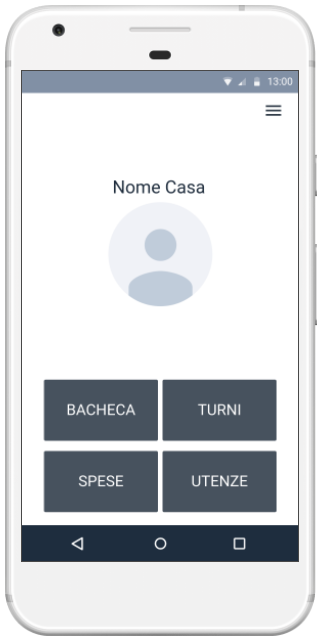 13:00
Nome Casa
BACHECA
TURNI
SPESE
UTENZE